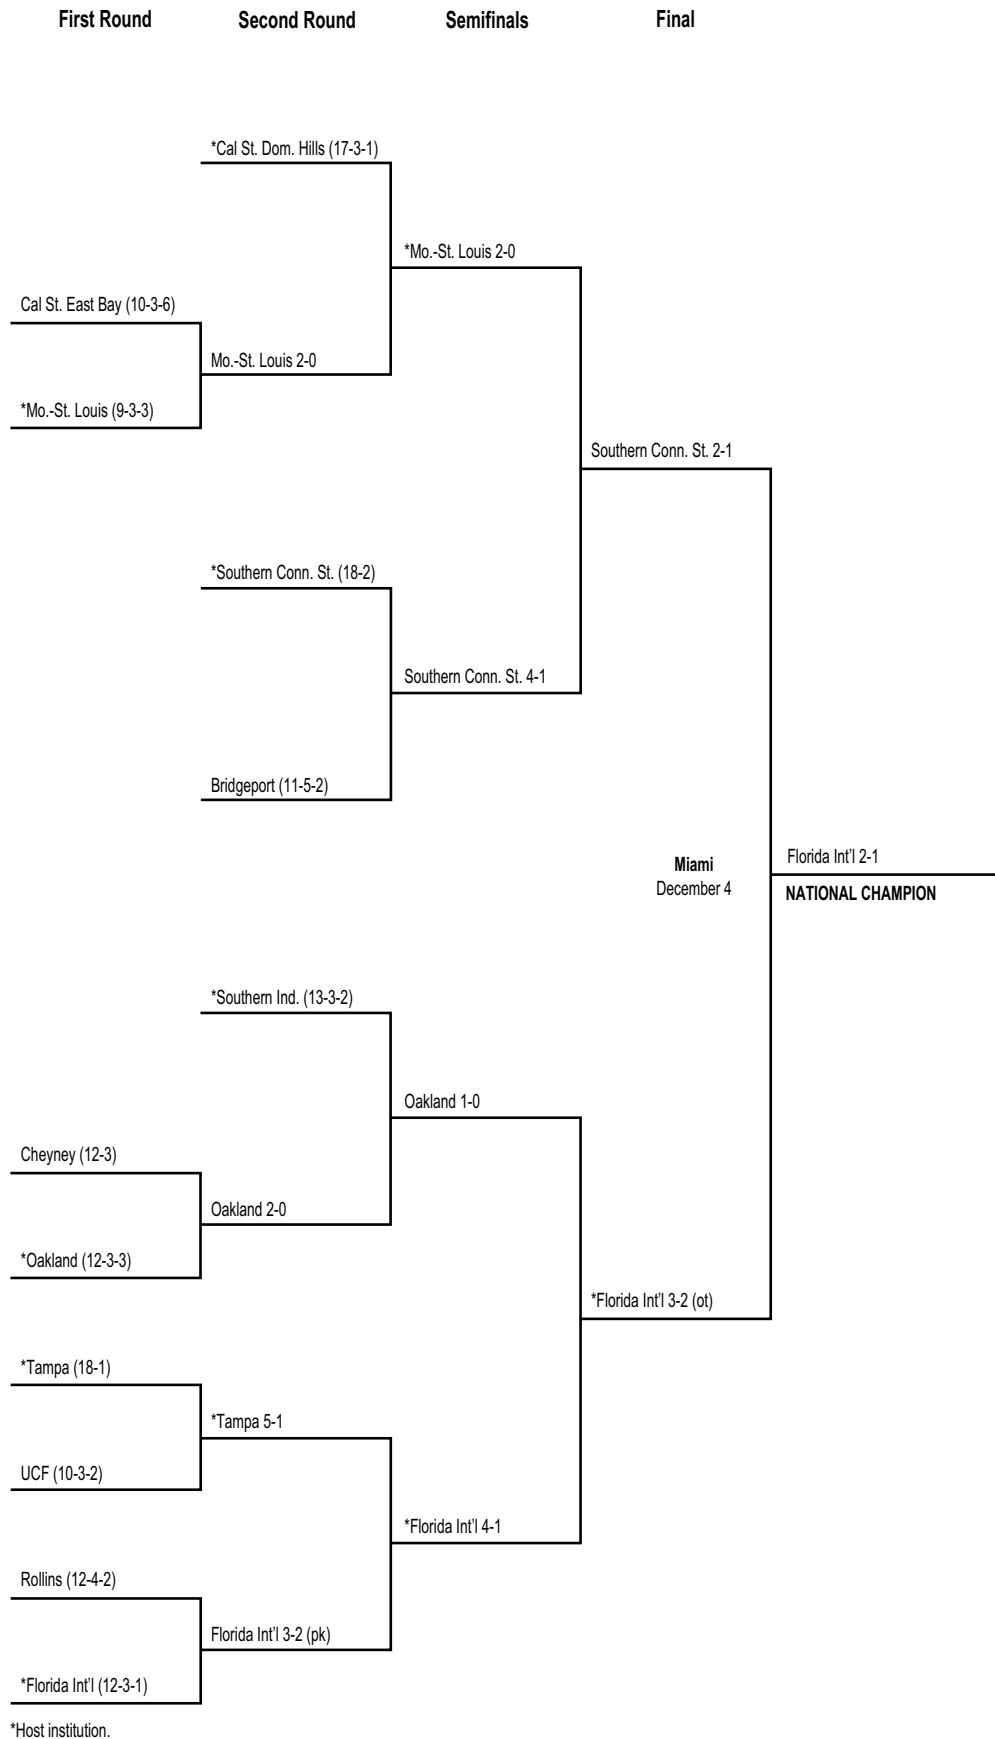 First Round Second Round Semifinals Final
*Cal St. Dom. Hills (17-3-1)
*Mo.-St. Louis 2-0
Cal St. East Bay (10-3-6)
Mo.-St. Louis 2-0
*Mo.-St. Louis (9-3-3)
Southern Conn. St. 2-1
*Southern Conn. St. (18-2)
Southern Conn. St. 4-1
Bridgeport (11-5-2)
Florida Int'l 2-1
Miami
December 4
NATIONAL CHAMPION
*Southern Ind. (13-3-2)
Oakland 1-0
Cheyney (12-3)
Oakland 2-0
*Oakland (12-3-3)
*Florida Int'l 3-2 (ot)
*Tampa (18-1)
*Tampa 5-1
UCF (10-3-2)
*Florida Int'l 4-1
Rollins (12-4-2)
Florida Int'l 3-2 (pk)
*Florida Int'l (12-3-1)
*Host institution.